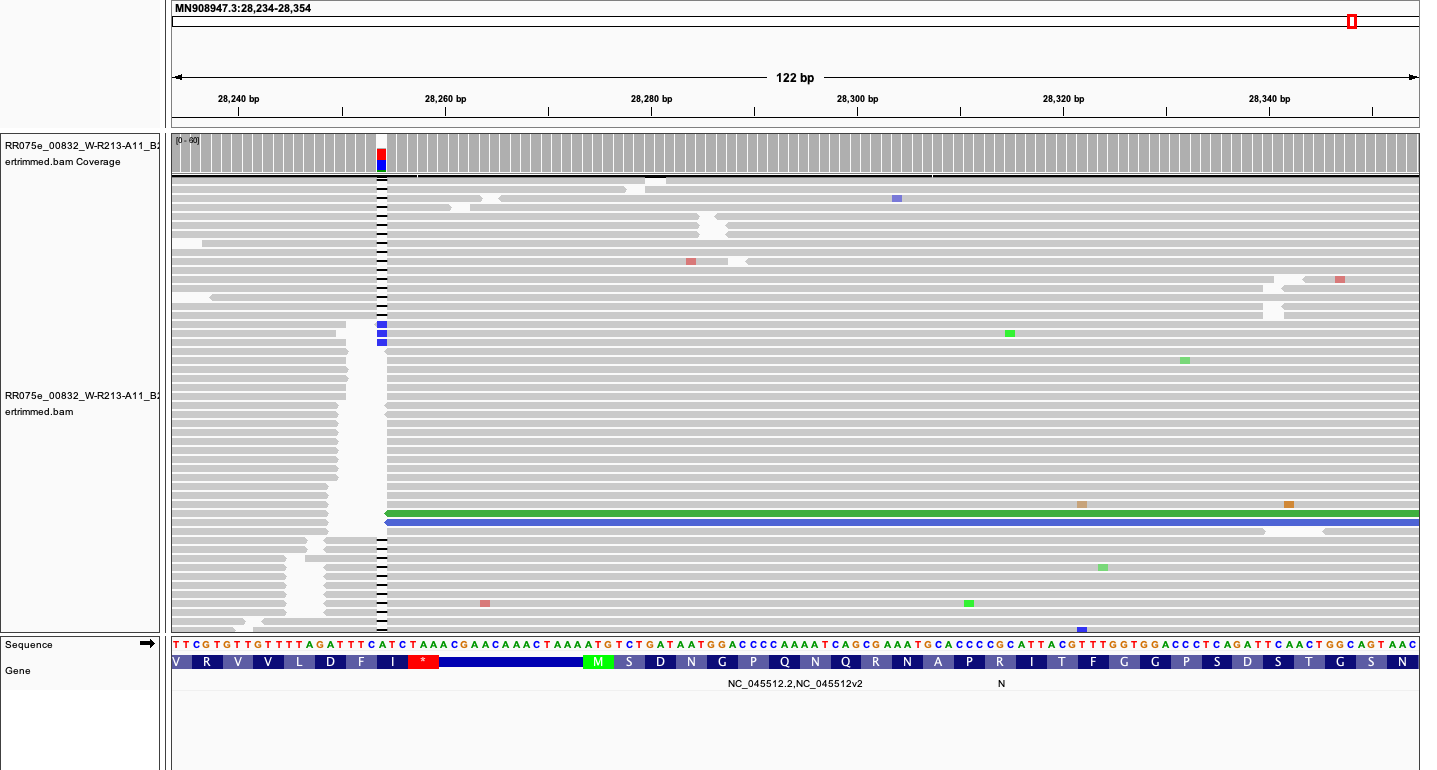 MN908947.3:28,234-28,354
122 bp
28,240 bp 28,260 bp 28,280 bp 28,300 bp 28,320 bp 28,340 bp
RR075e_00832_W-R213-A11_B
ertrimmed.bam Coverage
[0 - 60]
RR075e_00832_W-R213-A11_B
ertrimmed.bam
Sequence
TTCGTGTTGTTTTAGATTTCATCTAAACGAACAAACTAAAATGTCTGATAATGGACCCCAAAATCAGCGAAATGCACCCCGCATTACGTTTGGTGGACCCTCAGATTCAACTGGCAGTAAC
Gene
V R V V L D F I * M S D N G P Q N Q R N A P R I T F G G P S D S T G S N
NC_045512.2,NC_045512v2 N